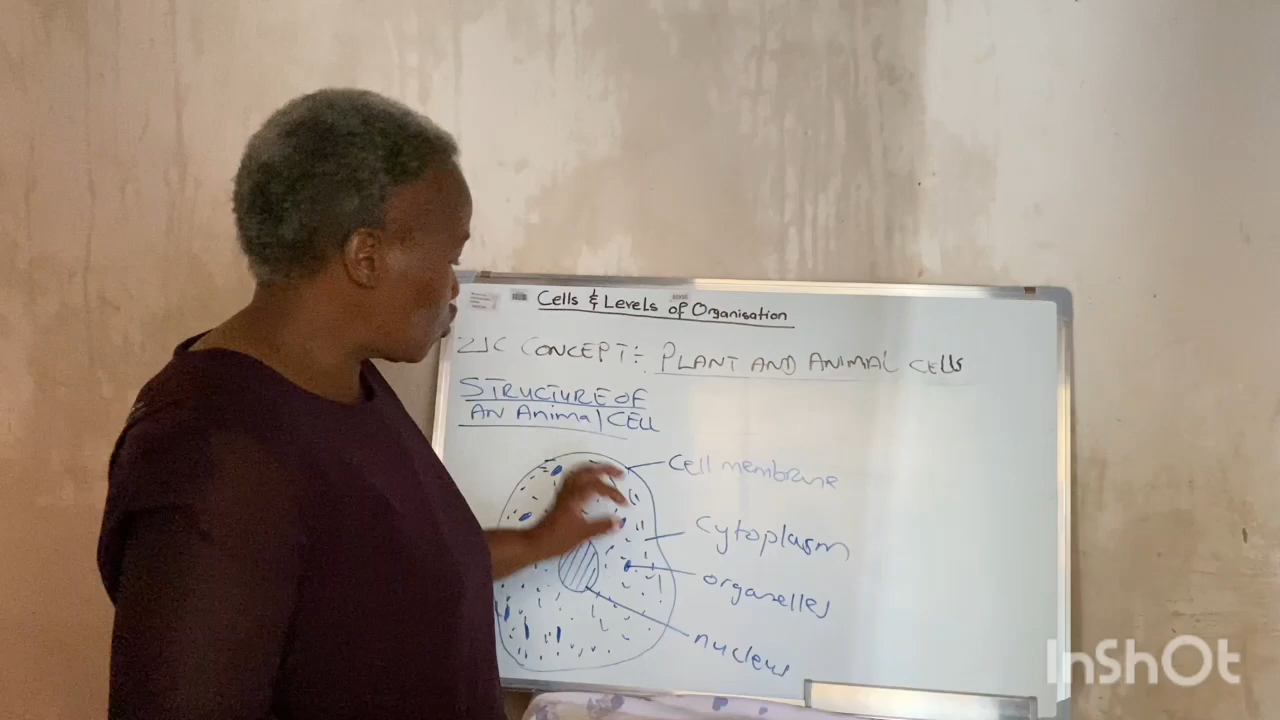 Cells & Levels of Organisation
CONCEPT:- PLANT AND ANIMAL CELLS
STRUCTURE OF
AN Animal CELL
Cell membrane
Cytoplasm
organelles
nucleus
InShOt